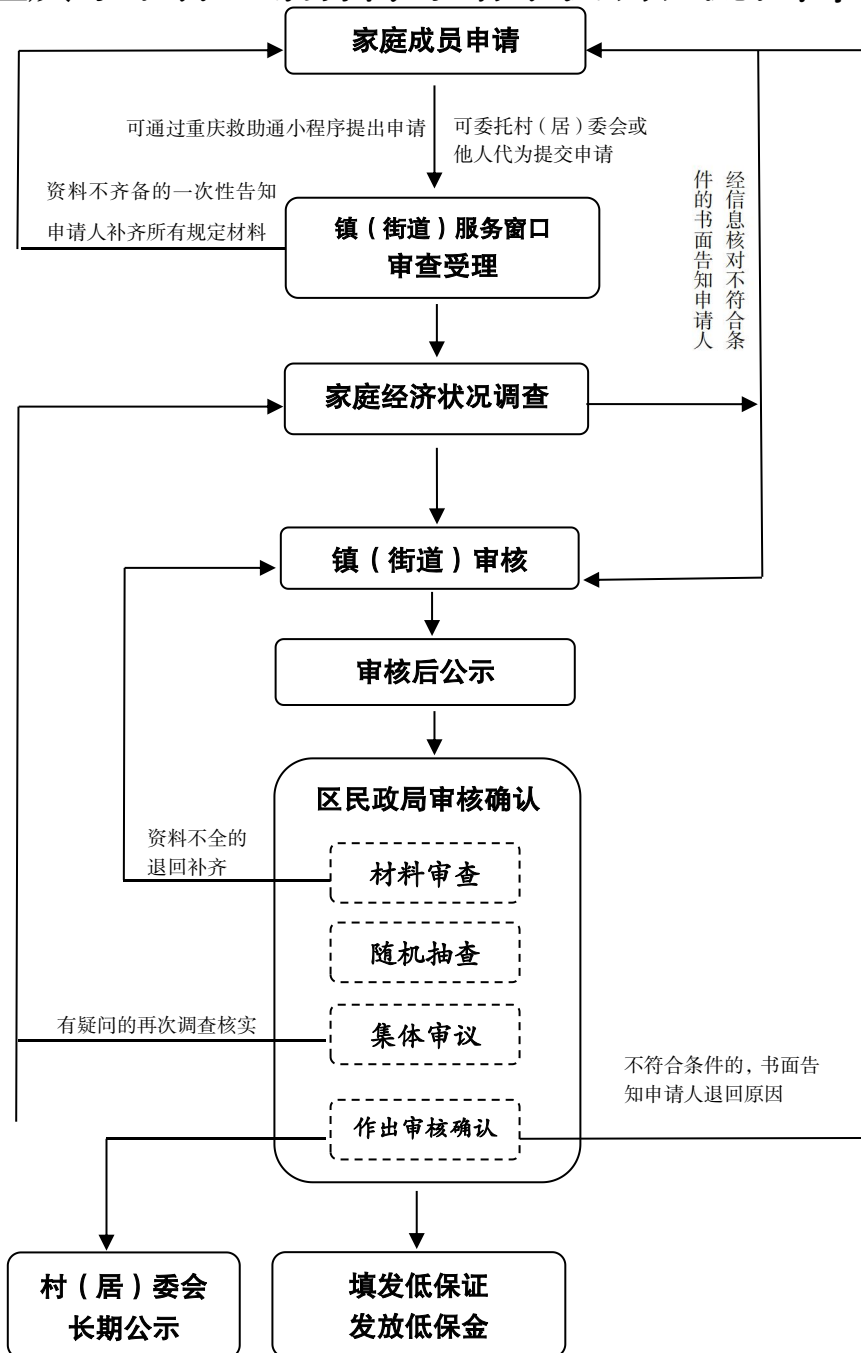 家庭成员申请
可通过重庆救助通小程序提出申请
可委托村（居）委会或
他人代为提交申请
资料不齐备的一次性告知
申请人补齐所有规定材料
镇（街道）服务窗口
审查受理
经信息核对不符合条
件的书面告知申请人
家庭经济状况调查
镇（街道）审核
审核后公示
区民政局审核确认
资料不全的
退回补齐
材料审查
随机抽查
有疑问的再次调查核实
集体审议
不符合条件的，书面告
知申请人退回原因
作出审核确认
村（居）委会
长期公示
填发低保证
发放低保金